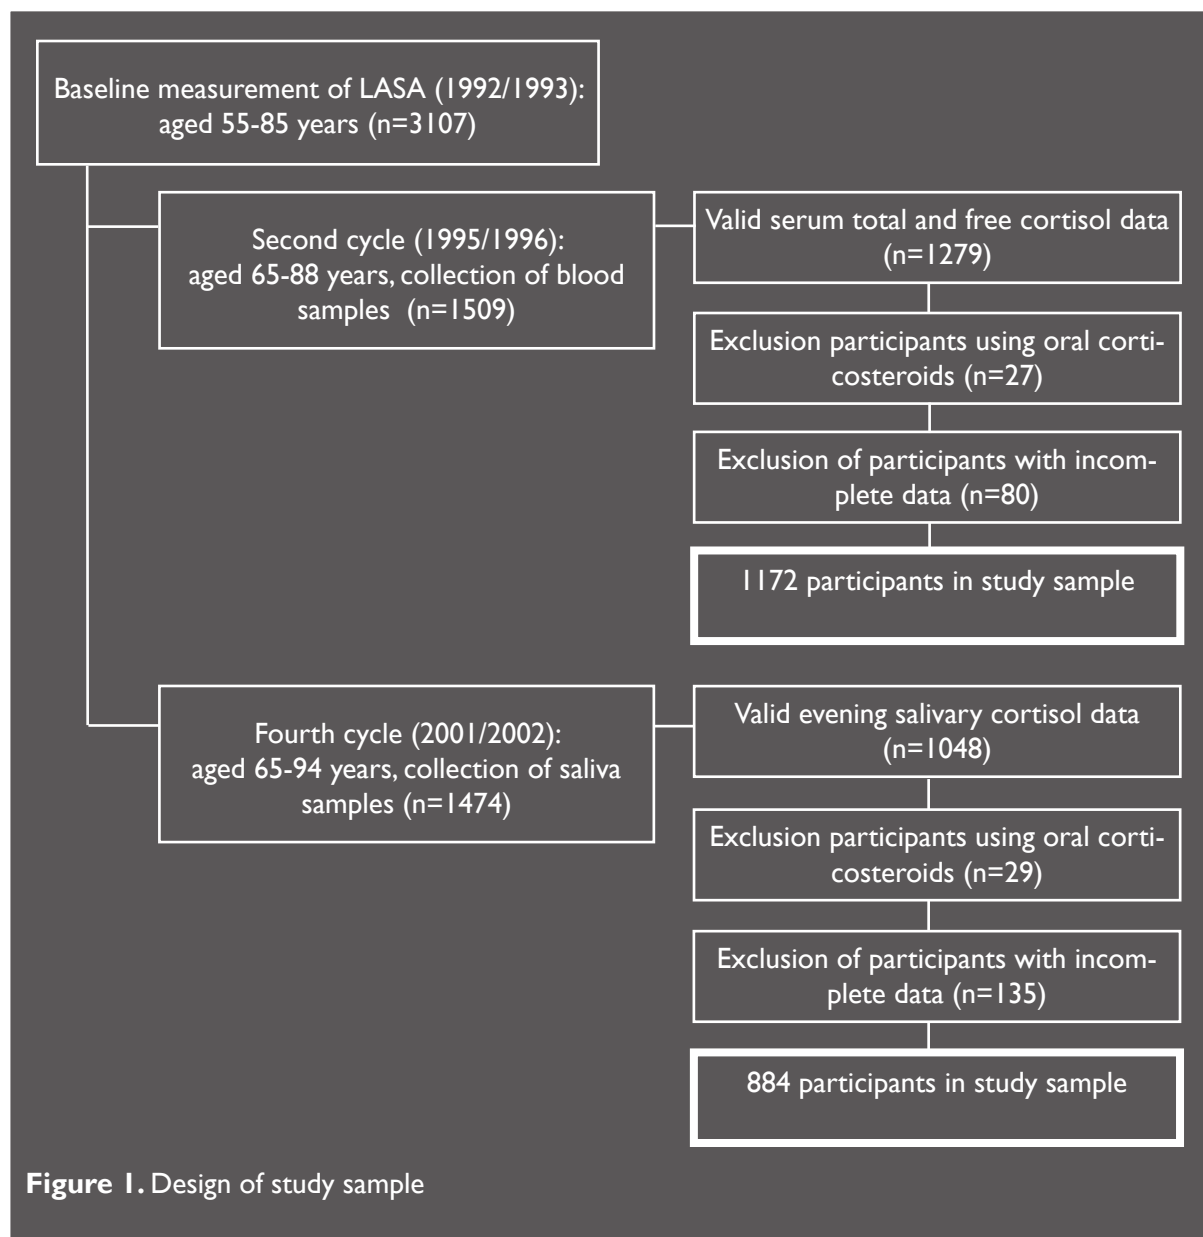 Baseline measurement of LASA (1992/1993):
aged 55-85 years (n=3107)
Second cycle (1995/1996):
aged 65-88 years, collection of blood
samples (n=1509)
Valid serum total and free cortisol data
(n=1279)
Exclusion participants using oral corti-
costeroids (n=27)
Exclusion of participants with incom-
plete data (n=80)
1172 participants in study sample
Fourth cycle (2001/2002):
aged 65-94 years, collection of saliva
samples (n=1474)
Valid evening salivary cortisol data
(n=1048)
Exclusion participants using oral corti-
costeroids (n=29)
Exclusion of participants with incom-
plete data (n=135)
884 participants in study sample
Figure 1. Design of study sample